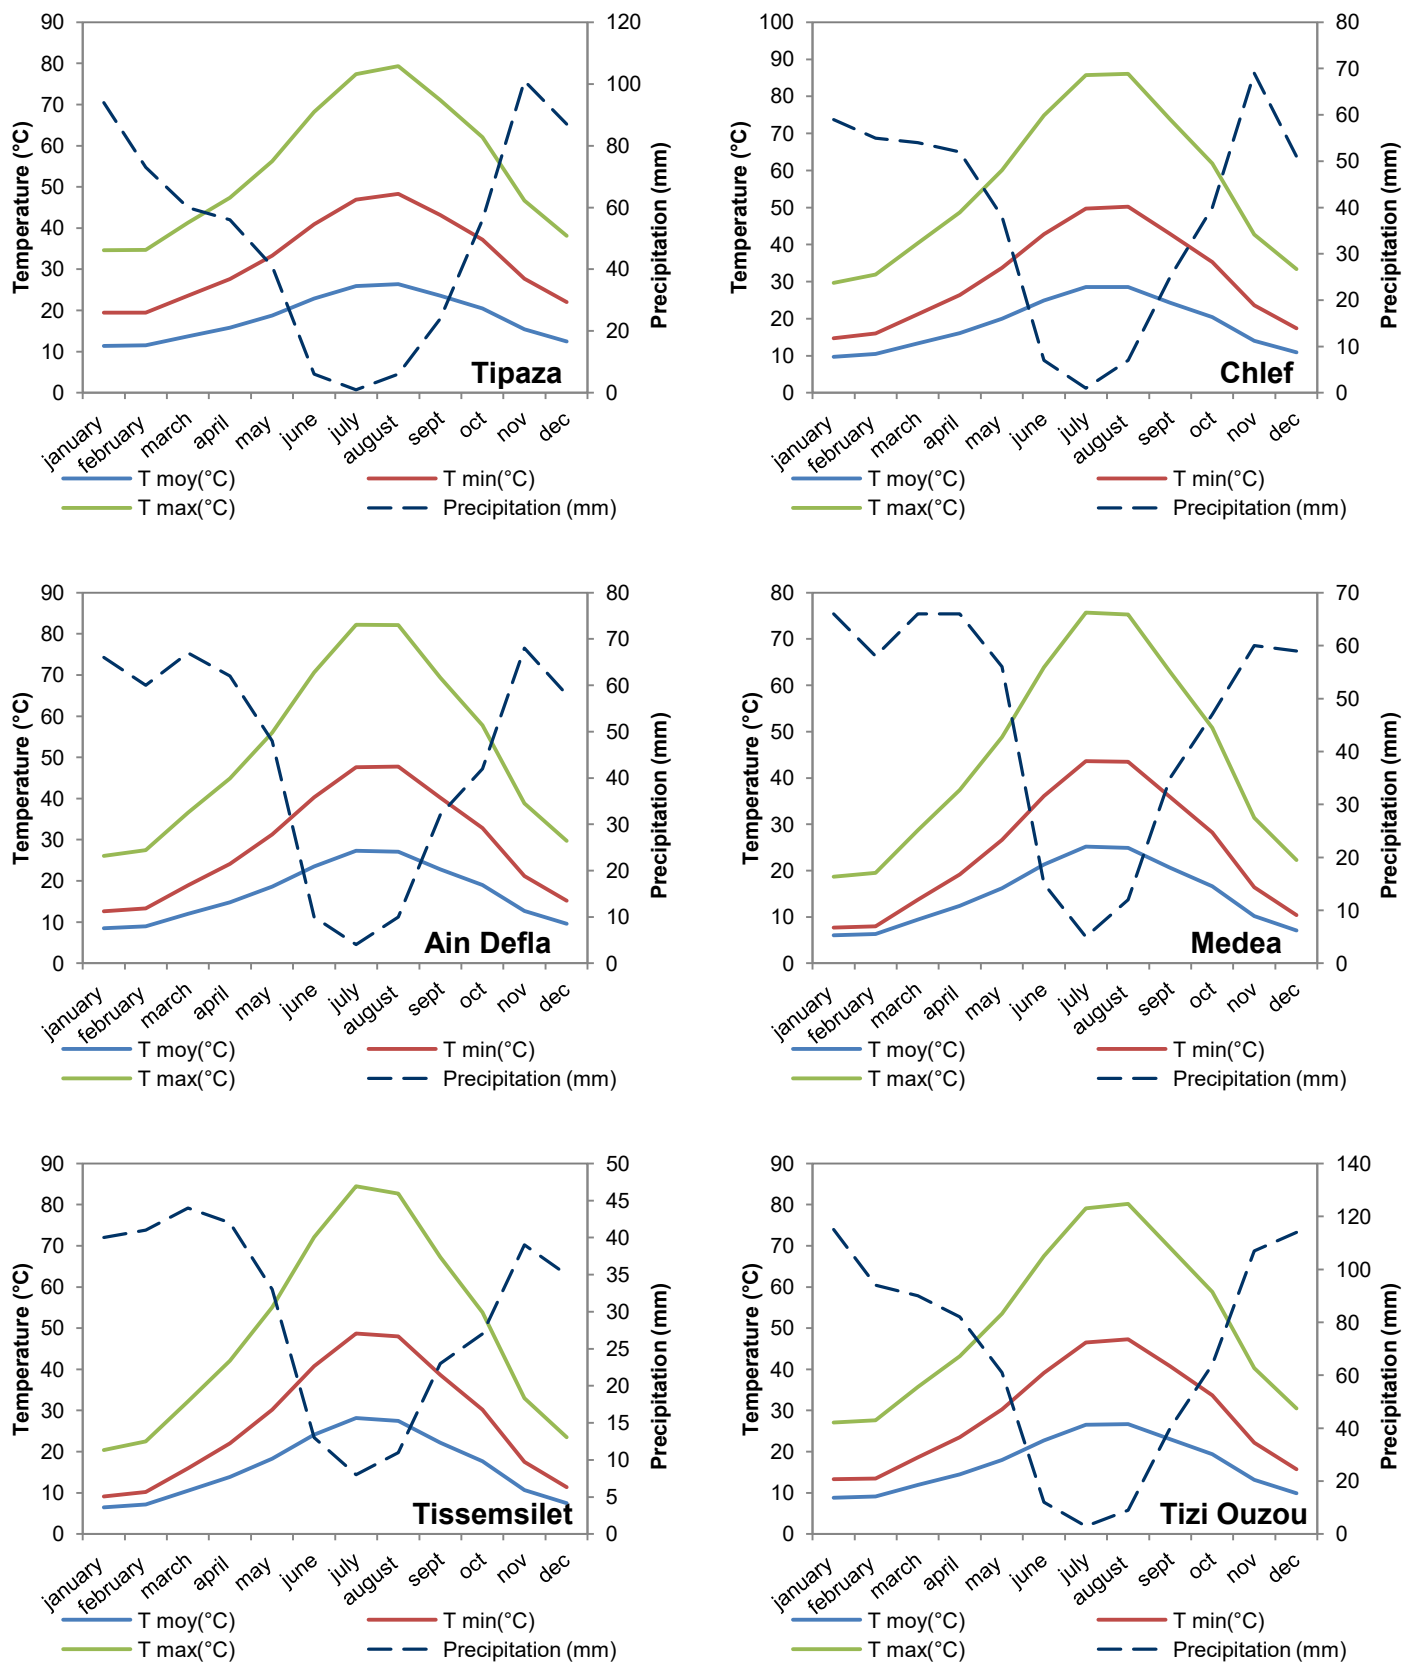 90
80
70
60
50
40
30
20
10
0
Temperature (°C)
120
100
80
60
40
20
0
Precipitation (mm)
Tipaza
january
february
march
april
may
june
july
august
sept
oct
nov
dec
T moy(°C)
T min(°C)
T max(°C)
Precipitation (mm)
100
90
80
70
60
50
40
30
20
10
0
Temperature (°C)
80
70
60
50
40
30
20
10
0
Precipitation (mm)
Chlef
january
february
march
april
may
june
july
august
sept
oct
nov
dec
T moy(°C)
T min(°C)
T max(°C)
Precipitation (mm)
90
80
70
60
50
40
30
20
10
0
Temperature (°C)
80
70
60
50
40
30
20
10
0
Precipitation (mm)
Ain Defla
january
february
march
april
may
june
july
august
sept
oct
nov
dec
T moy(°C)
T min(°C)
T max(°C)
Precipitation (mm)
80
70
60
50
40
30
20
10
0
Temperature (°C)
70
60
50
40
30
20
10
0
Precipitation (mm)
Medea
january
february
march
april
may
june
july
august
sept
oct
nov
dec
T moy(°C)
T min(°C)
T max(°C)
Precipitation (mm)
90
80
70
60
50
40
30
20
10
0
Temperature (°C)
50
45
40
35
30
25
20
15
10
5
0
Precipitation (mm)
Tissemsilet
january
february
march
april
may
june
july
august
sept
oct
nov
dec
T moy(°C)
T min(°C)
T max(°C)
Precipitation (mm)
90
80
70
60
50
40
30
20
10
0
Temperature (°C)
140
120
100
80
60
40
20
0
Precipitation (mm)
Tizi Ouzou
january
february
march
april
may
june
july
august
sept
oct
nov
dec
T moy(°C)
T min(°C)
T max(°C)
Precipitation (mm)